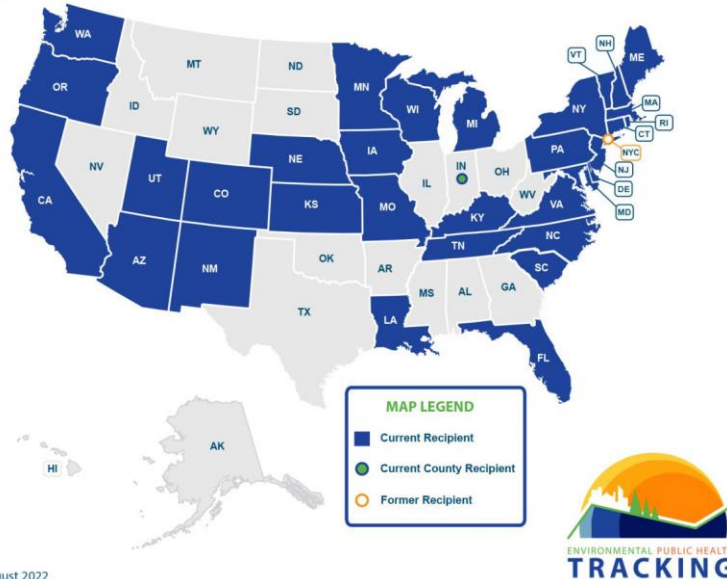 WA
MT
ND
MN
OR
ID
SD
WI
MI
WY
NV
NE
IA
UT
CO
KS
MO
IL
IN
OH
CA
AZ
NM
OK
AR
TX
LA
MS
AL
GA
TN
KY
WV
VA
NC
SC
FL
PA
NY
VT
NH
ME
MA
RI
CT
NYC
NJ
DE
MD
HI
AK
MAP LEGEND
Current Recipient
Current County Recipient
Former Recipient
ENVIRONMENTAL PUBLIC HEALT
TRACKING
ust 2022